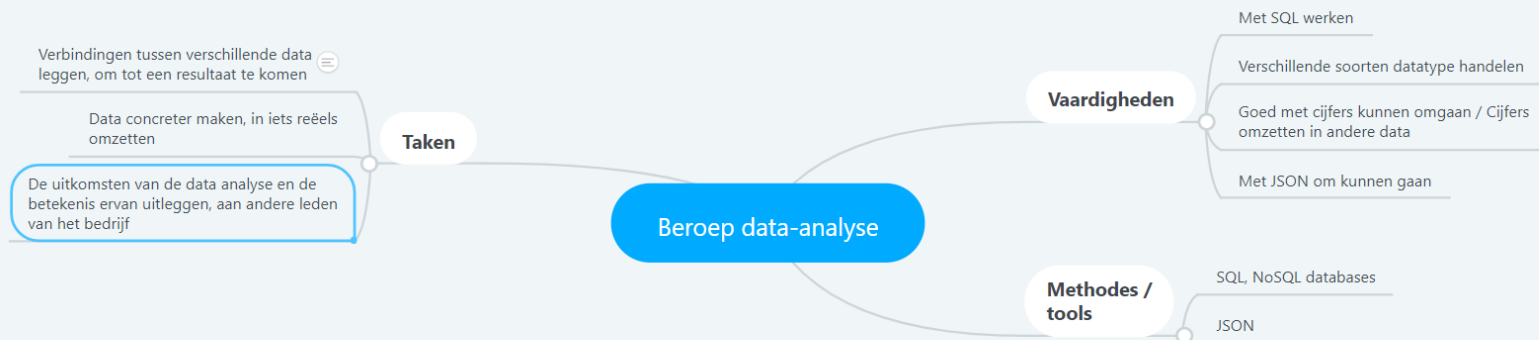 Verbindingen tussen verschillende data
leggen, om tot een resultaat te komen
Data concreter maken, in iets reëels
omzetten
De uitkomsten van de data analyse en de
betekenis ervan uitleggen, aan andere leden
van het bedrijf
Taken
Beroep data-analyse
Vaardigheden
Met SQL werken
Verschillende soorten datatype handelen
Goed met cijfers kunnen omgaan / Cijfers
omzetten in andere data
Met JSON om kunnen gaan
Methodes /
tools
SQL, NoSQL databases
JSON